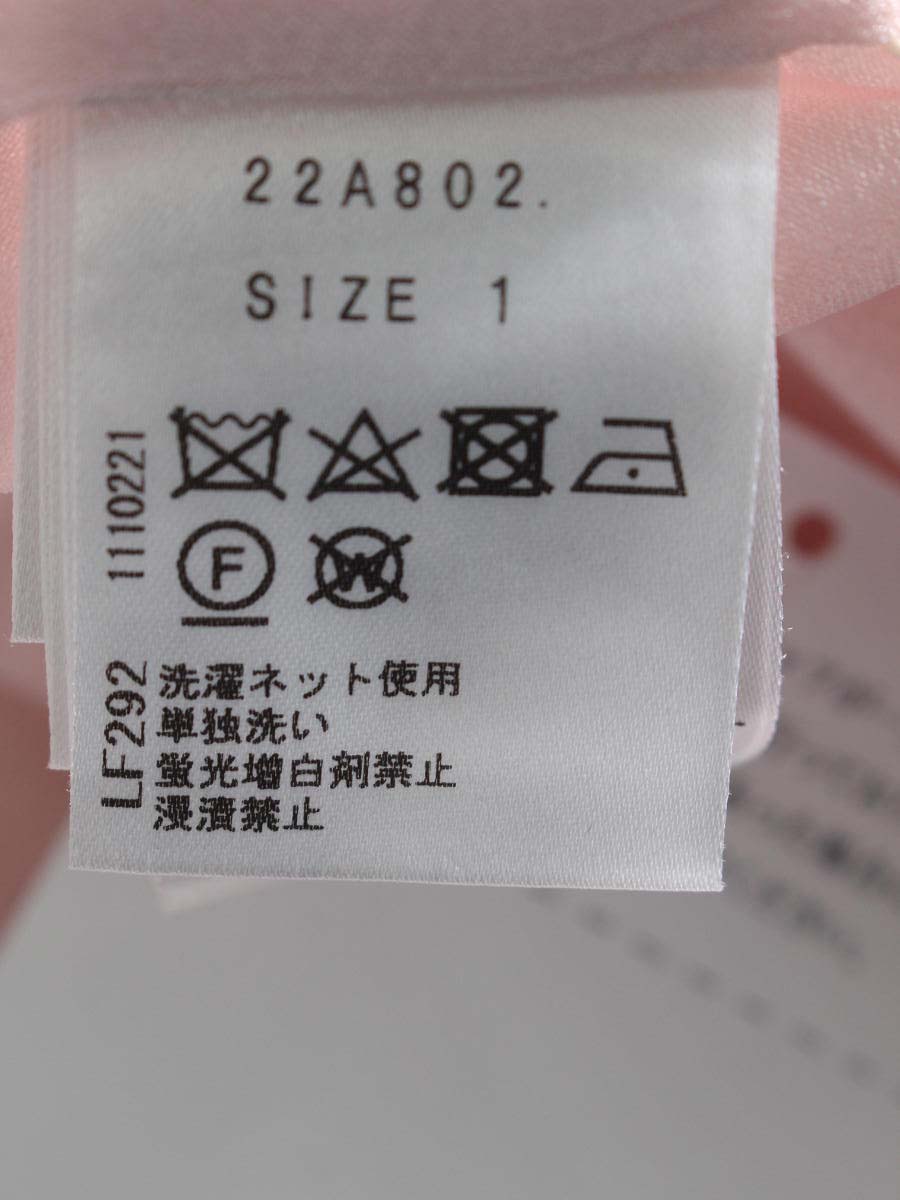 22A802.
SIZE 1
1110221
F
W
LF292
洗濯ネット使用
単独洗い
蛍光増白剤禁止
浸漬禁止